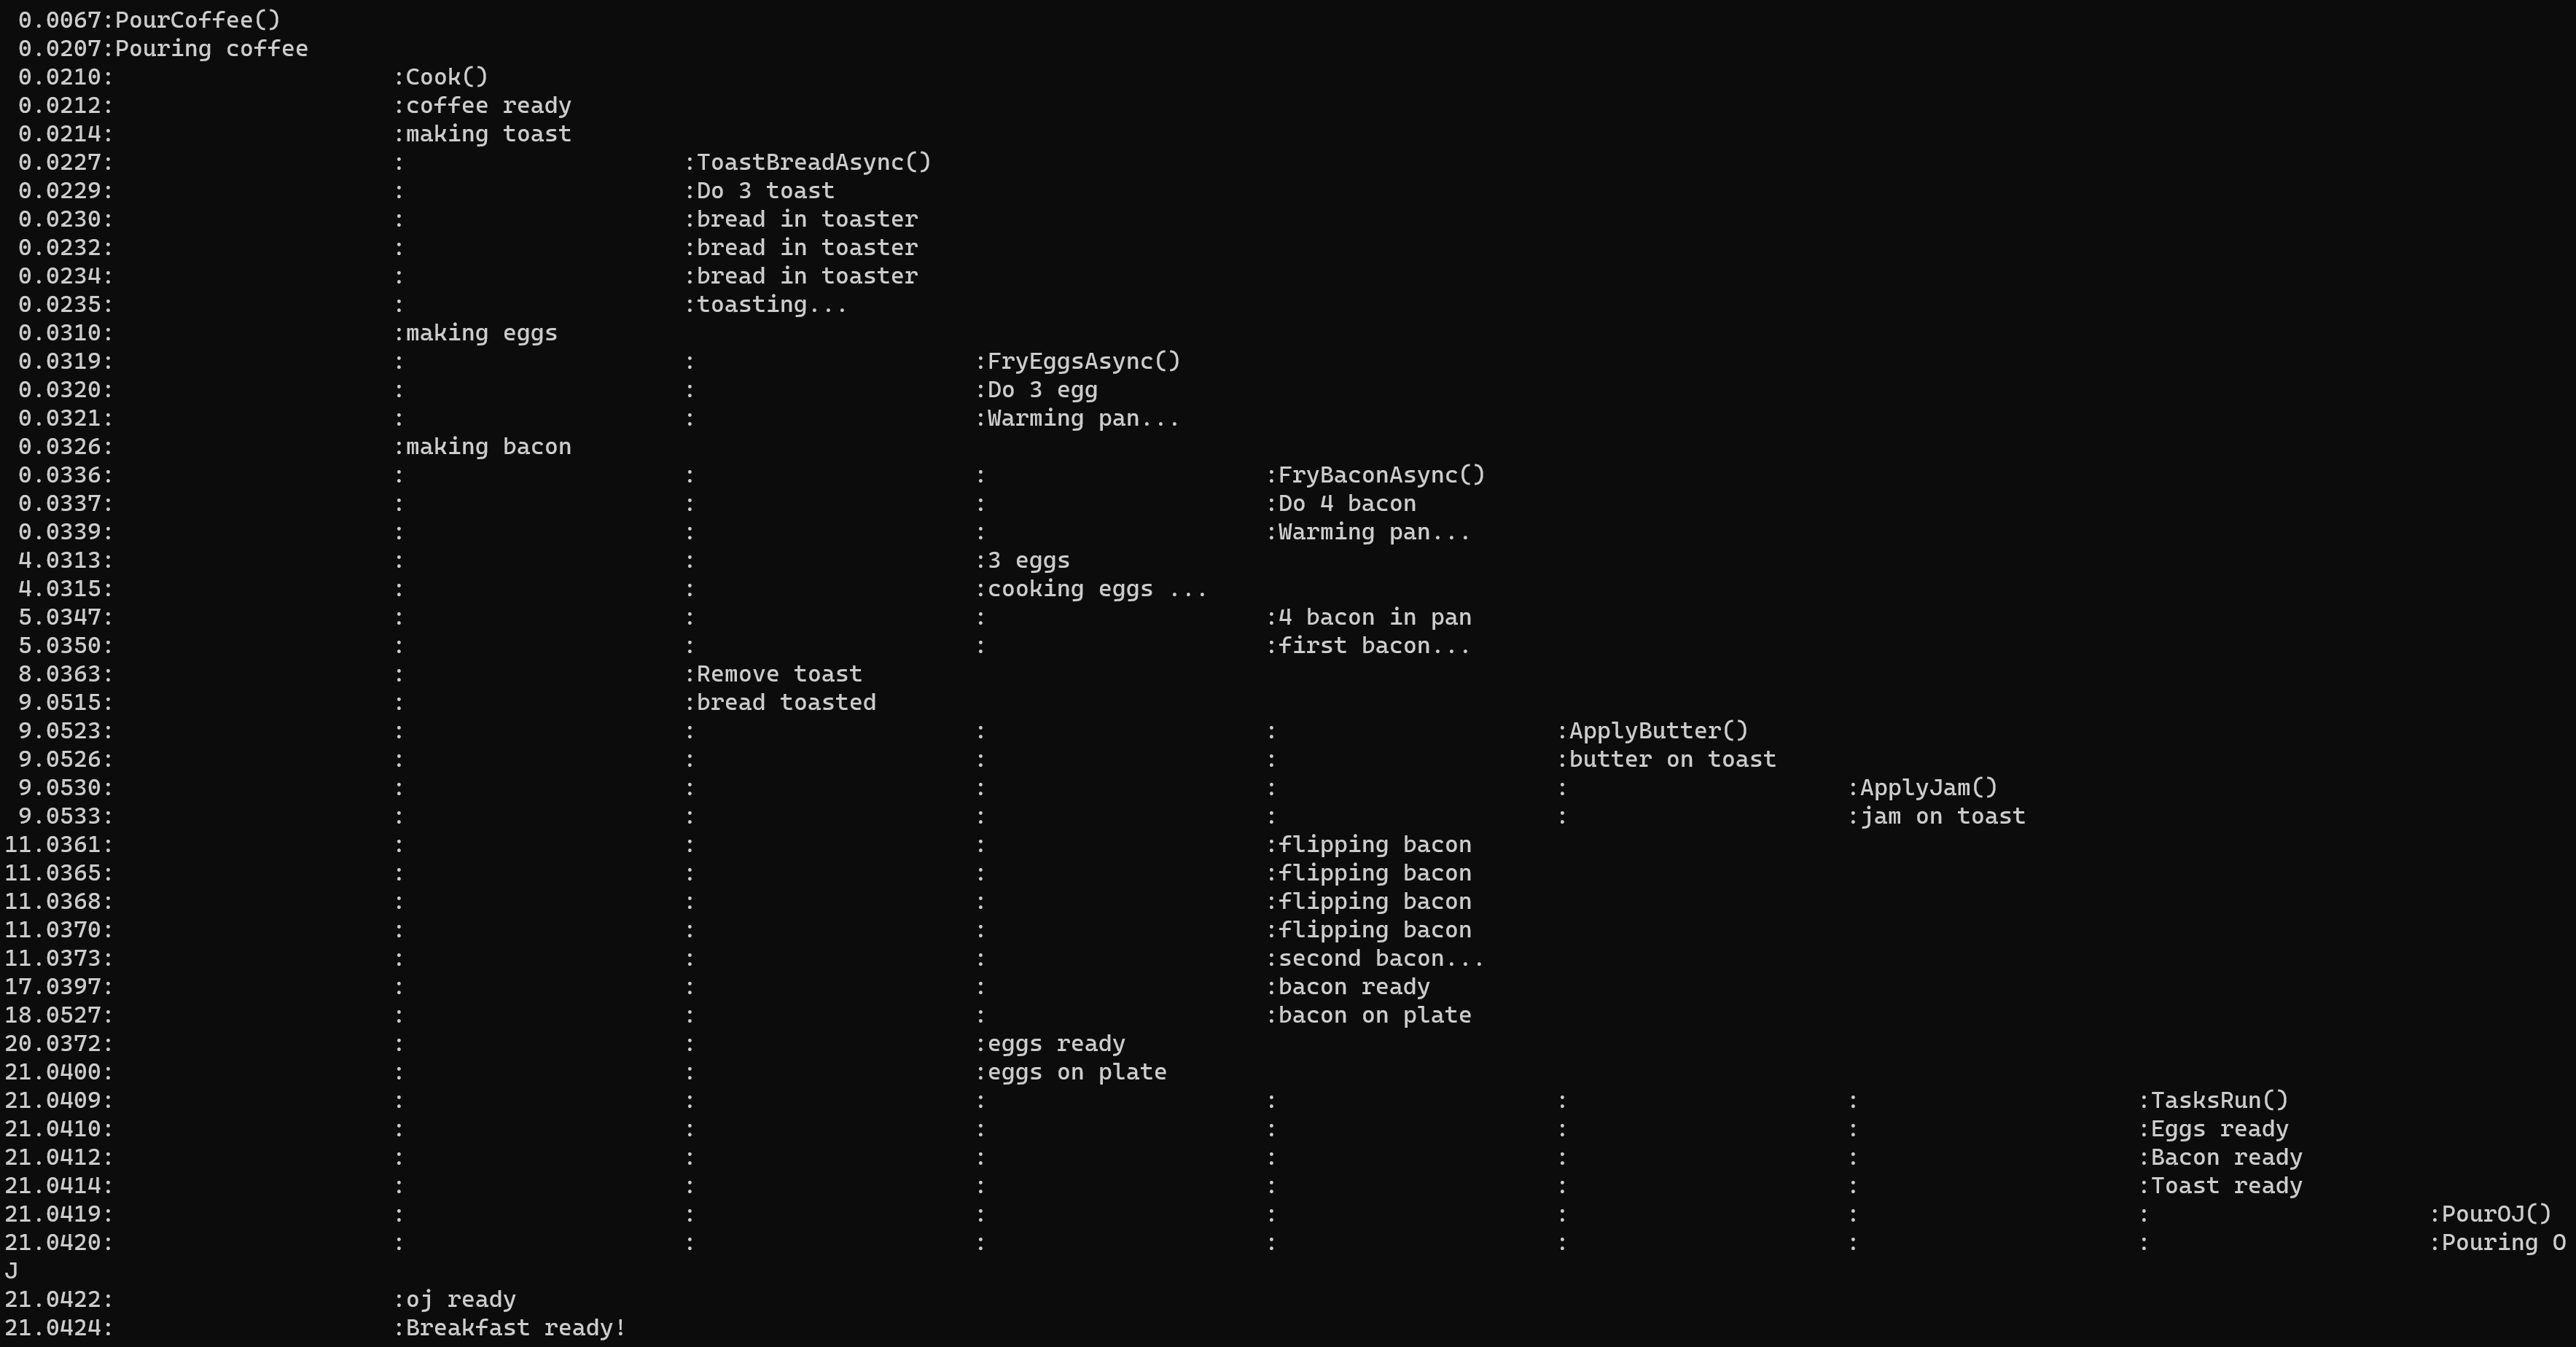 0.0067:PourCoffee()
 0.0207:Pouring coffee
 0.0210:                    :Cook()
 0.0212:                    :coffee ready
 0.0214:                    :making toast
 0.0227:                    :                    :ToastBreadAsync()
 0.0229:                    :                    :Do 3 toast
 0.0230:                    :                    :bread in toaster
 0.0232:                    :                    :bread in toaster
 0.0234:                    :                    :bread in toaster
 0.0235:                    :                    :toasting...
 0.0310:                    :making eggs
 0.0319:                    :                    :                    :FryEggsAsync()
 0.0320:                    :                    :                    :Do 3 egg
 0.0321:                    :                    :                    :Warming pan...
 0.0326:                    :making bacon
 0.0336:                    :                    :                    :                    :FryBaconAsync()
 0.0337:                    :                    :                    :                    :Do 4 bacon
 0.0339:                    :                    :                    :                    :Warming pan...
 4.0313:                    :                    :                    :3 eggs
 4.0315:                    :                    :                    :cooking eggs ...
 5.0347:                    :                    :                    :                    :4 bacon in pan
 5.0350:                    :                    :                    :                    :first bacon...
 8.0363:                    :                    :Remove toast
 9.0515:                    :                    :bread toasted
 9.0523:                    :                    :                    :                    :                    :ApplyButter()
 9.0526:                    :                    :                    :                    :                    :butter on toast
 9.0530:                    :                    :                    :                    :                    :                    :ApplyJam()
 9.0533:                    :                    :                    :                    :                    :                    :jam on toast
11.0361:                    :                    :                    :                    :flipping bacon
11.0365:                    :                    :                    :                    :flipping bacon
11.0368:                    :                    :                    :                    :flipping bacon
11.0370:                    :                    :                    :                    :flipping bacon
11.0373:                    :                    :                    :                    :second bacon...
17.0397:                    :                    :                    :                    :bacon ready
18.0527:                    :                    :                    :                    :bacon on plate
20.0372:                    :                    :                    :eggs ready
21.0400:                    :                    :                    :eggs on plate
21.0409:                    :                    :                    :                    :                    :                    :                    :TasksRun()
21.0410:                    :                    :                    :                    :                    :                    :                    :Eggs ready
21.0412:                    :                    :                    :                    :                    :                    :                    :Bacon ready
21.0414:                    :                    :                    :                    :                    :                    :                    :Toast ready
21.0419:                    :                    :                    :                    :                    :                    :                    :                    :PourOJ()
21.0420:                    :                    :                    :                    :                    :                    :                    :                    :Pouring O
J
21.0422:                    :oj ready
21.0424:                    :Breakfast ready!